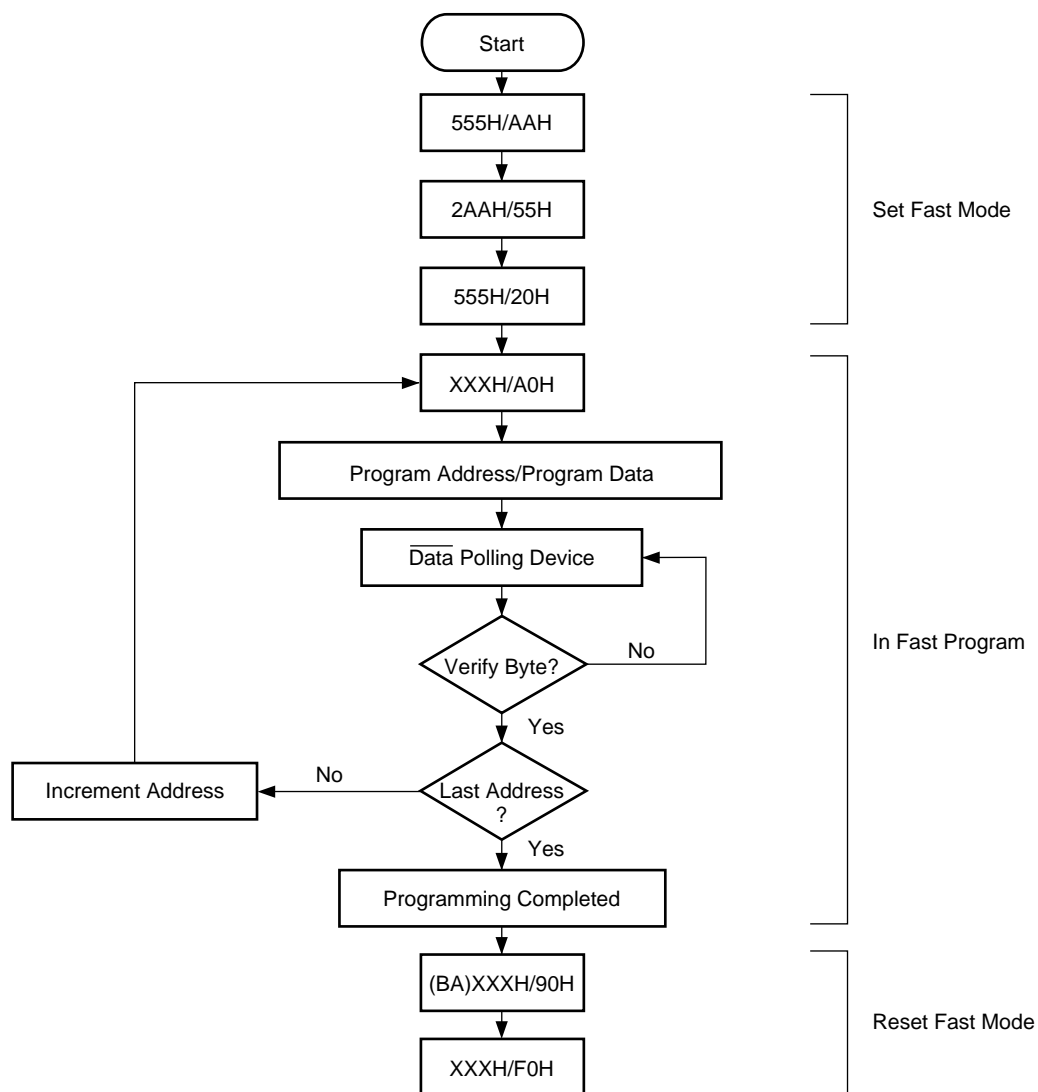 Start
555H/AAH
2AAH/55H
Set Fast Mode
555H/20H
XXXH/A0H
Program Address/Program Data
D̅a̅t̅a̅ Polling Device
Verify Byte?
No
In Fast Program
Yes
Increment Address
No
Last Address
?
Yes
Programming Completed
(BA)XXXH/90H
Reset Fast Mode
XXXH/F0H